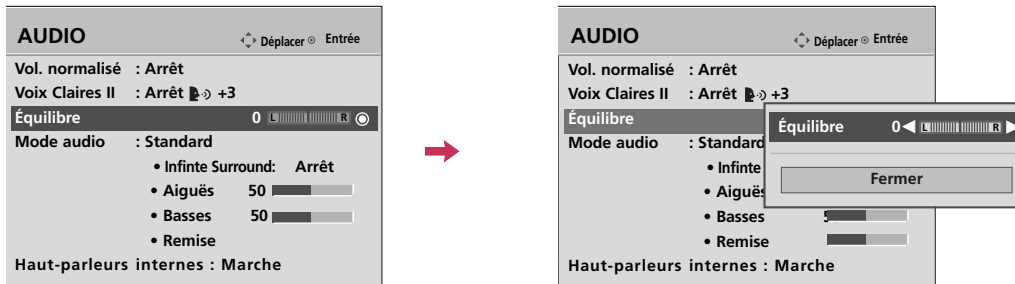 AUDIO
Déplacer Entrée
Vol. normalisé : Arrêt
Voix Claires II : Arrêt +3
Équilibre 0 L R
Mode audio : Standard
• Infinte Surround: Arrêt
• Aiguës 50
• Basses 50
• Remise
Haut-parleurs internes : Marche
AUDIO
Déplacer Entrée
Vol. normalisé : Arrêt
Voix Claires II : Arrêt +3
Équilibre
Mode audio : Standard
• Infinte
• Aiguës
• Basses
• Remise
Haut-parleurs internes : Marche
Équilibre 0 L R
Fermer